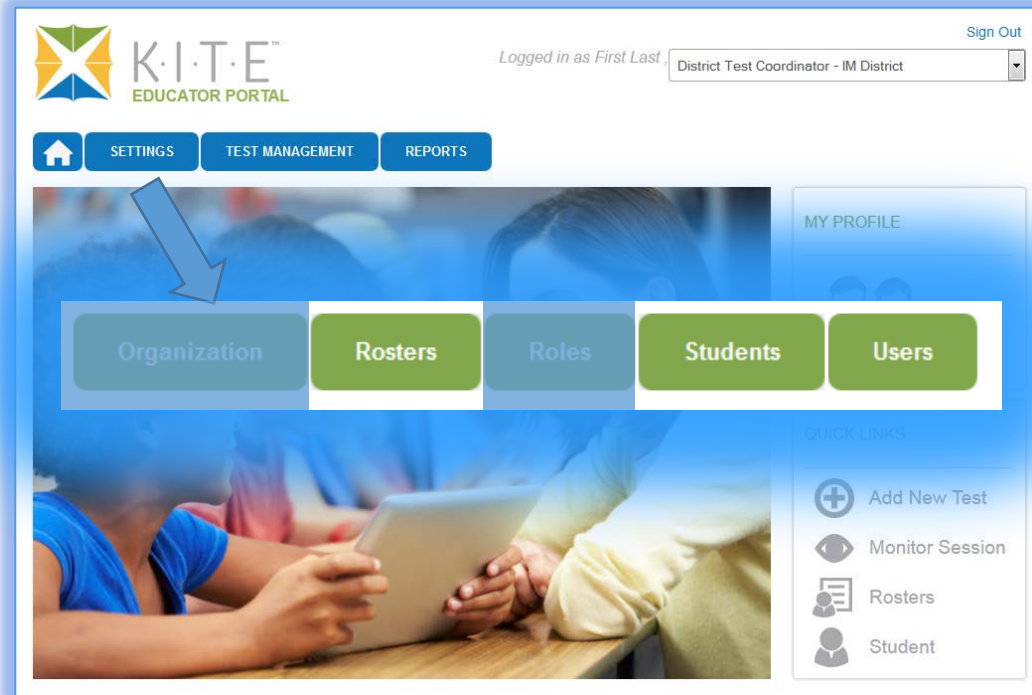 Sign Out
K·I·T·E™
EDUCATOR PORTAL
Logged in as First Last , District Test Coordinator - IM District
SETTINGS TEST MANAGEMENT REPORTS
MY PROFILE
Organization Rosters Roles Students Users
QUICK LINKS
Add New Test
Monitor Session
Rosters
Student